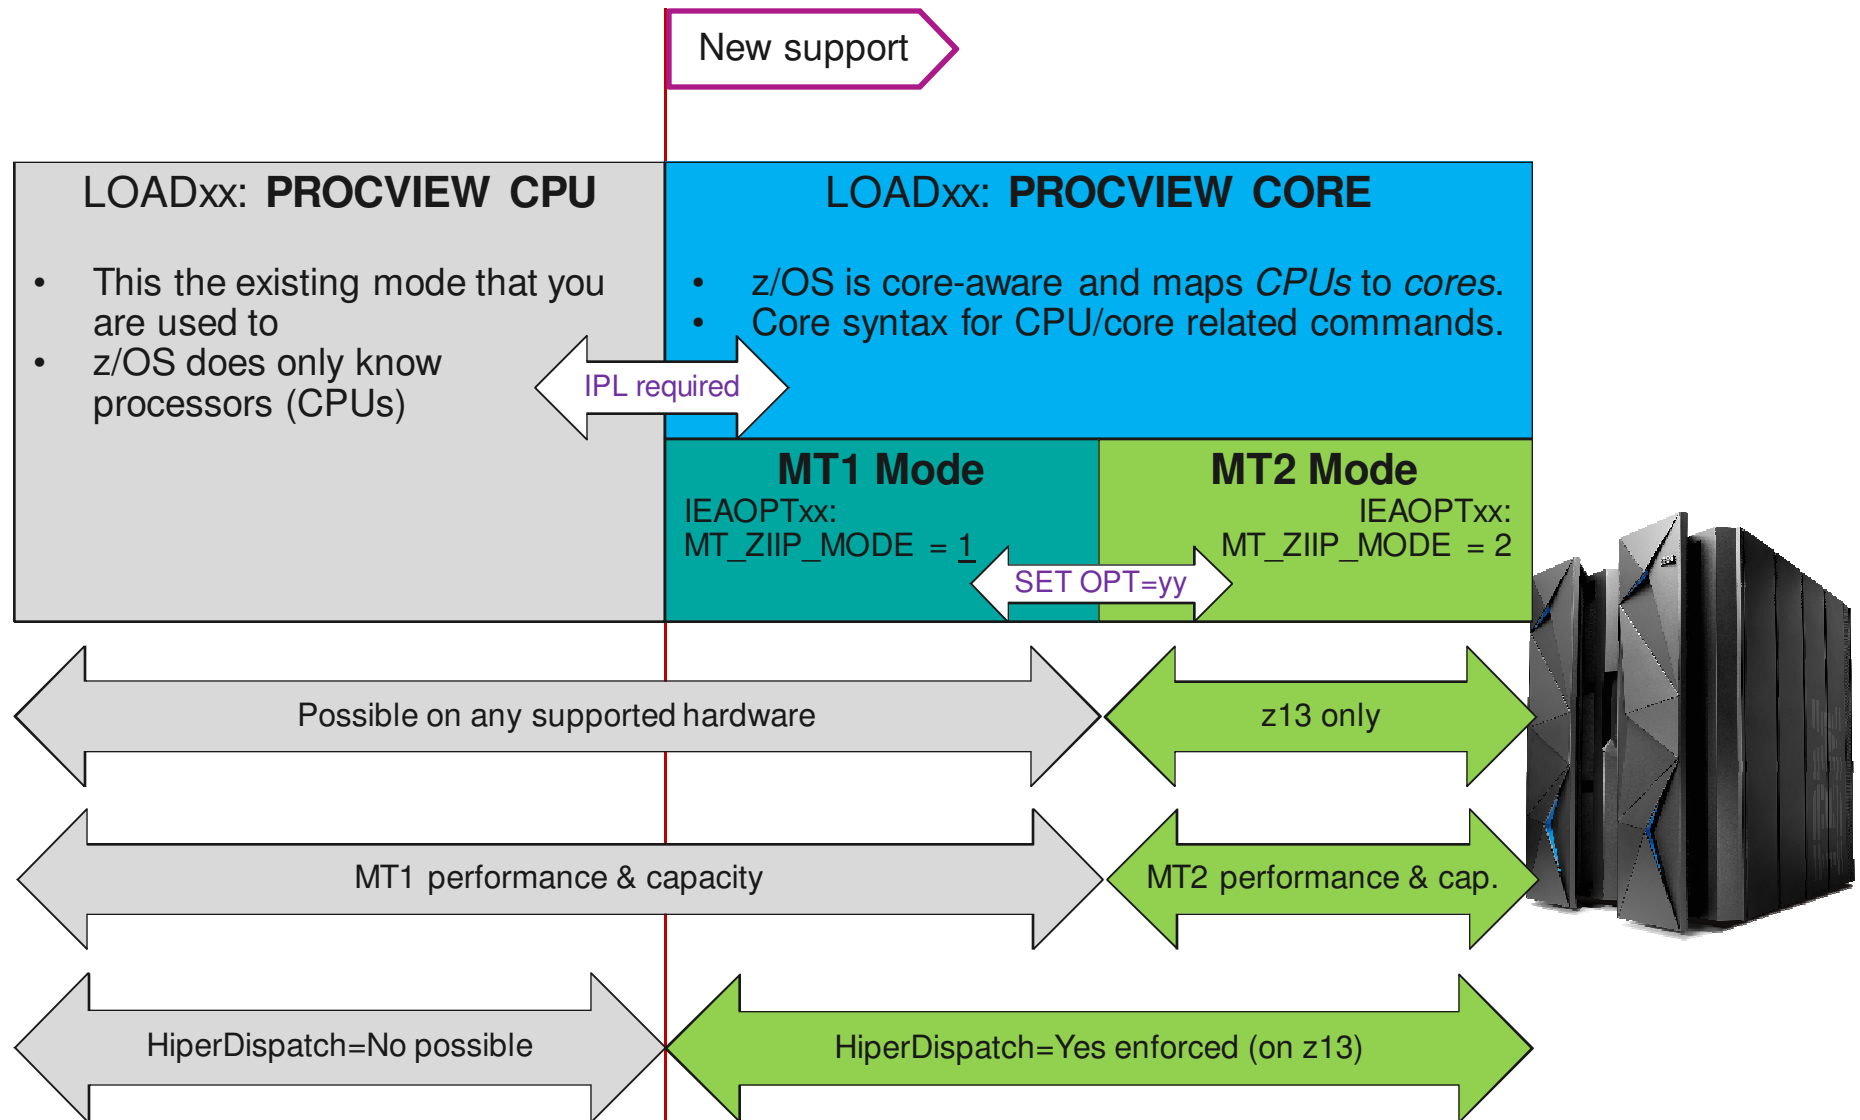 New support
LOADxx: PROCVIEW CPU
• This the existing mode that you
are used to
• z/OS does only know
processors (CPUs)
LOADxx: PROCVIEW CORE
• z/OS is core-aware and maps CPUs to cores.
• Core syntax for CPU/core related commands.
IPL required
MT1 Mode
IEAOPTxx:
MT_ZIIP_MODE = 1
MT2 Mode
IEAOPTxx:
MT_ZIIP_MODE = 2
SET OPT=yy
Possible on any supported hardware
z13 only
MT1 performance & capacity
MT2 performance & cap.
HiperDispatch=No possible
HiperDispatch=Yes enforced (on z13)